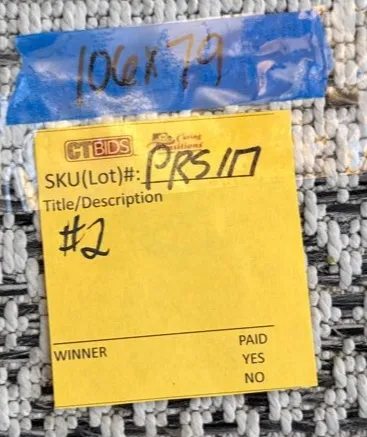 106x79
CTBIDS Caring Transitions
SKU(Lot)#: PRS117
Title/Description
#2
WINNER PAID
YES
NO